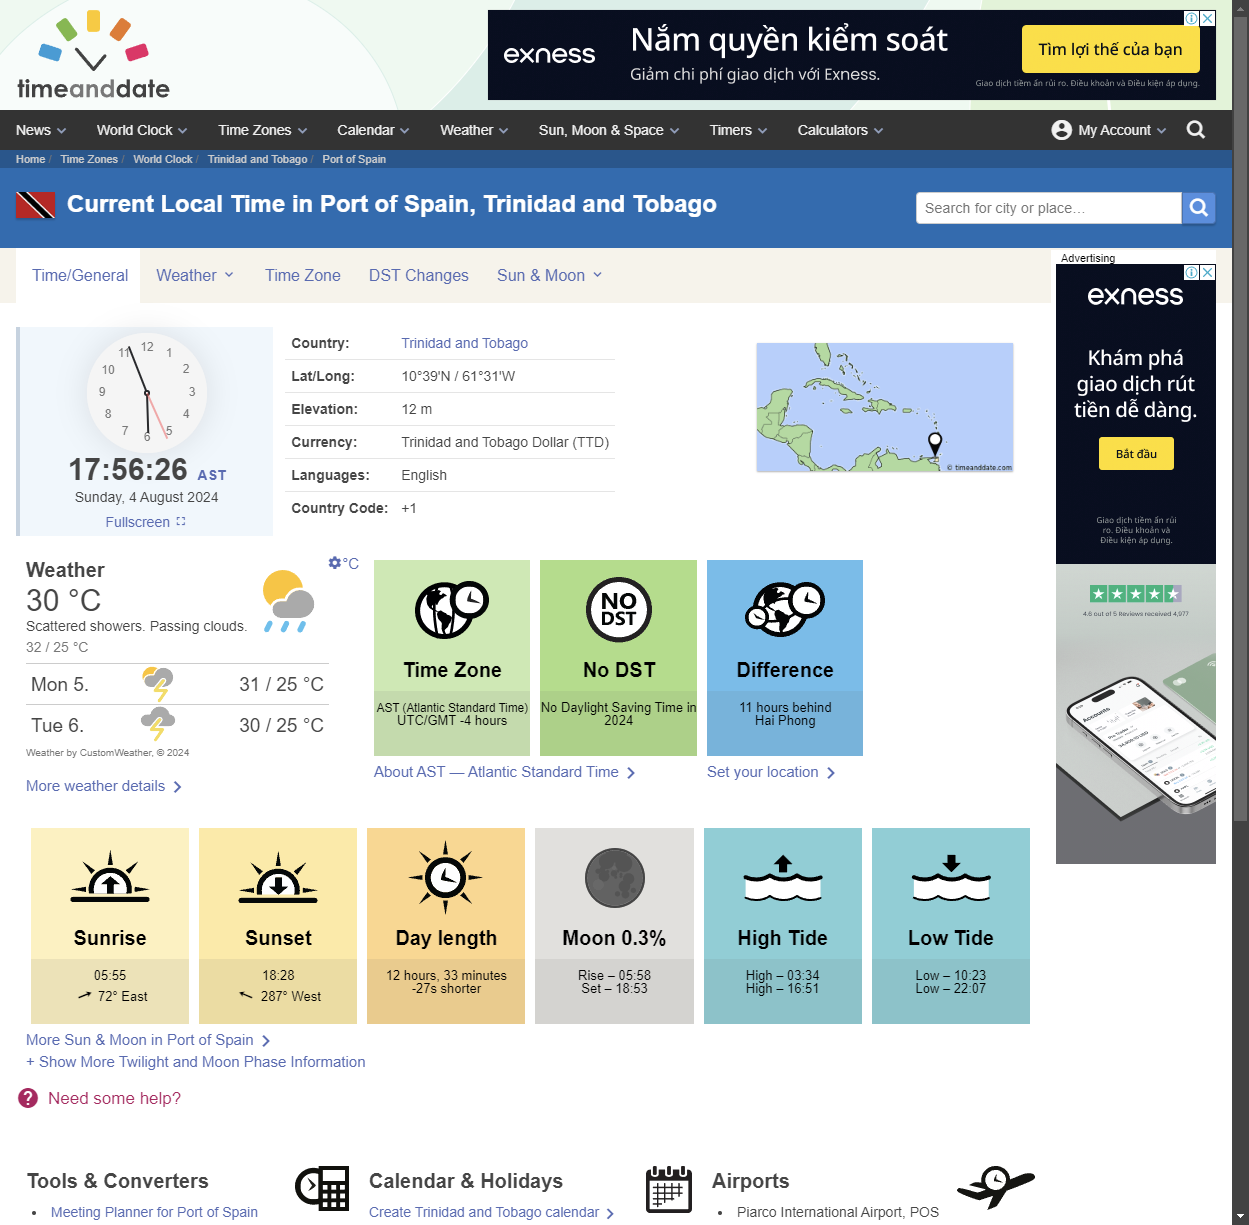 timeanddate
exness
Nắm quyền kiểm soát
Giảm chi phí giao dịch với Exness.
Tìm lợi thế của bạn
Giao dịch tiềm ẩn rủi ro. Điều khoản và Điều kiện áp dụng.
News
World Clock
Time Zones
Calendar
Weather
Sun, Moon & Space
Timers
Calculators
My Account
Home / Time Zones / World Clock / Trinidad and Tobago / Port of Spain
Current Local Time in Port of Spain, Trinidad and Tobago
Search for city or place…
Time/General
Weather
Time Zone
DST Changes
Sun & Moon
Advertising
exness
Khám phá
giao dịch rút
tiền dễ dàng.
Bắt đầu
Giao dịch tiềm ẩn rủi
ro. Điều khoản và
Điều kiện áp dụng.
4.6 out of 5 Reviews received 4,977
Accounts
12
1
2
3
4
5
6
7
8
9
10
11
17:56:26 AST
Sunday, 4 August 2024
Fullscreen
Country: Trinidad and Tobago
Lat/Long: 10°39'N / 61°31'W
Elevation: 12 m
Currency: Trinidad and Tobago Dollar (TTD)
Languages: English
Country Code: +1
© timeanddate.com
Weather
°C
30 °C
Scattered showers. Passing clouds.
32 / 25 °C
Mon 5. 31 / 25 °C
Tue 6. 30 / 25 °C
Weather by CustomWeather, © 2024
More weather details
Time Zone
AST (Atlantic Standard Time)
UTC/GMT -4 hours
NO
DST
No DST
No Daylight Saving Time in
2024
Difference
11 hours behind
Hai Phong
About AST — Atlantic Standard Time
Set your location
Sunrise
05:55
72° East
Sunset
18:28
287° West
Day length
12 hours, 33 minutes
-27s shorter
Moon 0.3%
Rise – 05:58
Set – 18:53
High Tide
High – 03:34
High – 16:51
Low Tide
Low – 10:23
Low – 22:07
More Sun & Moon in Port of Spain
+ Show More Twilight and Moon Phase Information
? Need some help?
Tools & Converters
• Meeting Planner for Port of Spain
Calendar & Holidays
Create Trinidad and Tobago calendar
Airports
• Piarco International Airport, POS